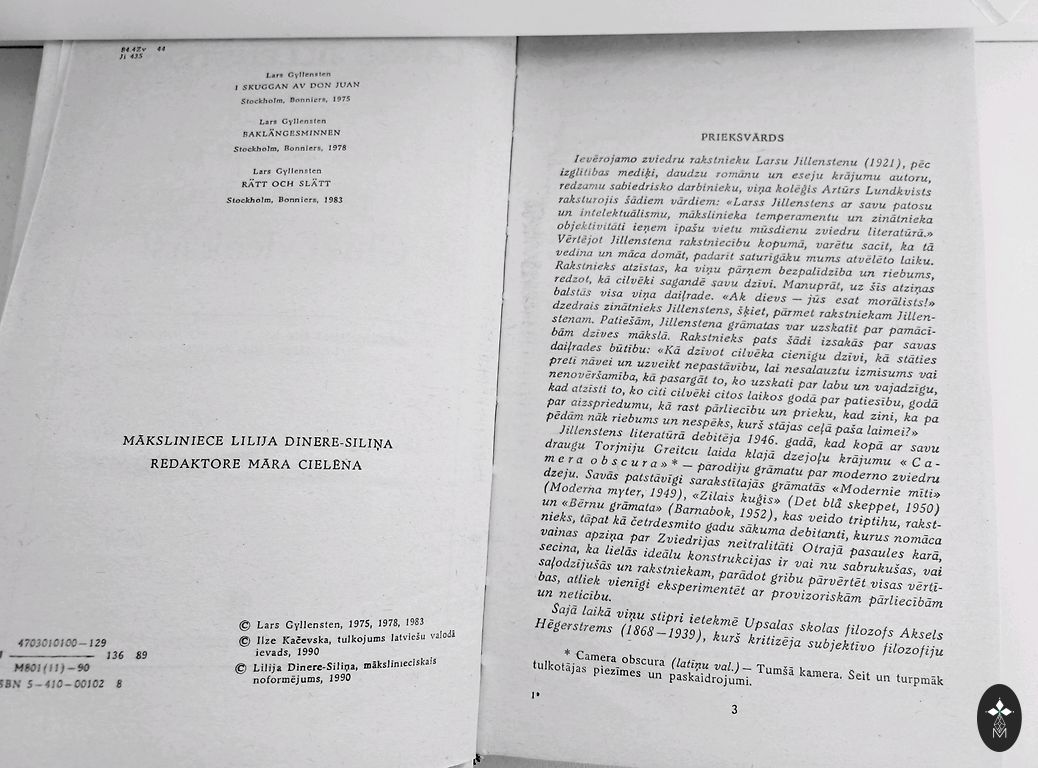 84.4Zv 44
Ji 435
Lars Gyllensten
I SKUGGAN AV DON JUAN
Stockholm, Bonniers, 1975
Lars Gyllensten
BAKLÄNGESMINNEN
Stockholm, Bonniers, 1978
Lars Gyllensten
RÄTT OCH SLÄTT
Stockholm, Bonniers, 1983
MĀKSLINIECE LILIJA DINERE-SILIŅA
REDAKTORE MĀRA CIELĒNA
4703010100—129
M801(11)—90
136 89
ISBN 5—410—00102 8
© Lars Gyllensten, 1975, 1978, 1983
© Ilze Kačevska, tulkojums latviešu valodā
ievads, 1990
© Lilija Dinere-Siliņa, mākslinieciskais
noformējums, 1990
PRIEKŠVĀRDS
Ievērojamo zviedru rakstnieku Larsu Jillenstenu (1921), pēc
izglītības mediķi, daudzu romānu un eseju krājumu autoru,
redzamu sabiedrisko darbinieku, viņa kolēģis Artūrs Lundkvists
raksturojis šādiem vārdiem: «Larss Jillenstens ar savu patosu
un intelektuālismu, mākslinieka temperamentu un zinātnieka
objektivitāti ieņem īpašu vietu mūsdienu zviedru literatūrā.»
Vērtējot Jillenstena rakstniecību kopumā, varētu sacīt, ka tā
vedina un māca domāt, padarīt saturīgāku mums atvēlēto laiku.
Rakstnieks atzīstas, ka viņu pārņem bezpalīdzība un riebums,
redzot, kā cilvēki sagandē savu dzīvi. Manuprāt, uz šīs atziņas
balstās visa viņa daiļrade. «Ak dievs — jūs esat morālists!»
dzedrais zinātnieks Jillenstens, šķiet, pārmet rakstniekam Jillen-
stenam. Patiešām, Jillenstena grāmatas var uzskatīt par pamācī-
bām dzīves mākslā. Rakstnieks pats šādi izsakās par savas
daiļrades būtību: «Kā dzīvot cilvēka cienīgu dzīvi, kā stāties
pretī nāvei un uzveikt nepastāvību, lai nesalauztu izmisums vai
nenovēršamība, kā pasargāt to, ko uzskati par labu un vajadzīgu,
kad atzīsti to, ko citi cilvēki citos laikos godā par patiesību, godā
par aizspriedumu, kā rast pārliecību un prieku, kad zini, ka pa
pēdām nāk riebums un nespēks, kurš stājas ceļā paša laimei?»
Jillenstens literatūrā debitēja 1946. gadā, kad kopā ar savu
draugu Torjniju Greitcu laida klajā dzejoļu krājumu «Ca-
mera obscura»* — parodiju grāmatu par moderno zviedru
dzeju. Savās patstāvīgi sarakstītajās grāmatās «Modernie mīti»
(Moderna myter, 1949), «Zilais kuģis» (Det blå skeppet, 1950)
un «Bērnu grāmata» (Barnabok, 1952), kas veido triptihu, rakst-
nieks, tāpat kā četrdesmito gadu sākuma debitanti, kurus nomāca
vainas apziņa par Zviedrijas neitralitāti Otrajā pasaules karā,
secina, ka lielās ideālu konstrukcijas ir vai nu sabrukušas, vai
saļodzījušās un rakstniekam, parādot gribu pārvērtēt visas vērtī-
bas, atliek vienīgi eksperimentēt ar provizoriskām pārliecībām
un neticību.
Šajā laikā viņu stipri ietekmē Upsalas skolas filozofs Aksels
Hēgerstrems (1868—1939), kurš kritizēja subjektīvo filozofiju
* Camera obscura (latiņu val.) — Tumšā kamera. Šeit un turpmāk
tulkotājas piezīmes un paskaidrojumi.
1*
3
M